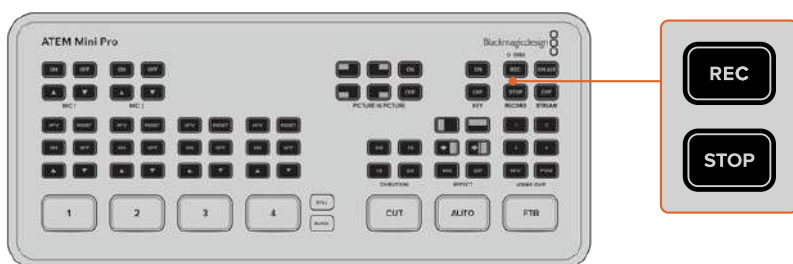 ATEM Mini Pro
Blackmagicdesign
ON OFF ON OFF ON ON REC ON AIR
OFF OFF STOP OFF
MIC 1 MIC 2 PICTURE IN PICTURE KEY RECORD STREAM
AFV RESET AFV RESET AFV RESET AFV RESET
ON OFF ON OFF ON OFF ON OFF
DURATION EFFECT VIDEO OUT
STILL
BLACK
1 2 3 4 CUT AUTO FTB
REC
STOP